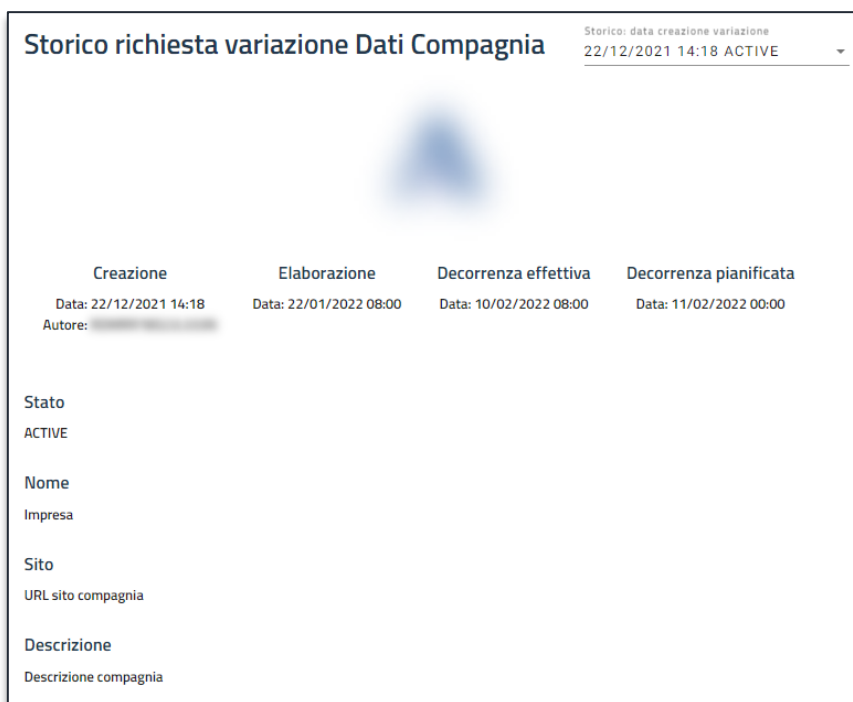 Storico richiesta variazione Dati Compagnia
Storico: data creazione variazione
22/12/2021 14:18 ACTIVE
Creazione
Data: 22/12/2021 14:18
Autore:
Elaborazione
Data: 22/01/2022 08:00
Decorrenza effettiva
Data: 10/02/2022 08:00
Decorrenza pianificata
Data: 11/02/2022 00:00
Stato
ACTIVE
Nome
Impresa
Sito
URL sito compagnia
Descrizione
Descrizione compagnia